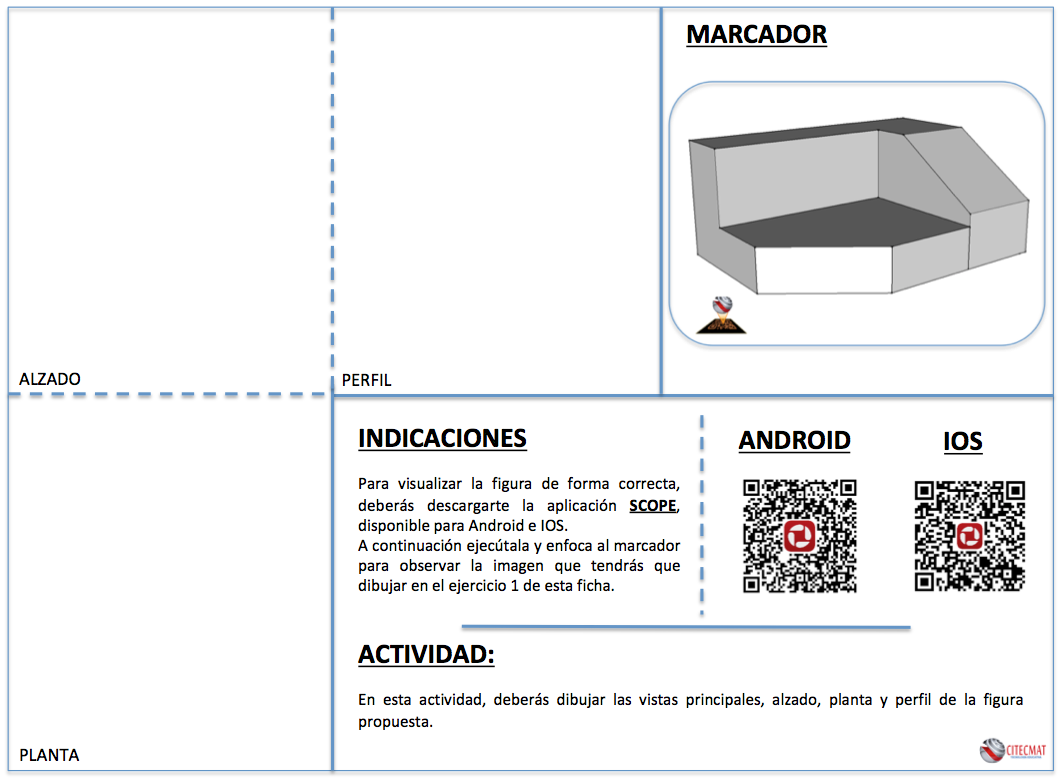 MARCADOR
ALZADO
PERFIL
INDICACIONES
Para visualizar la figura de forma correcta,
deberás descargarte la aplicación SCOPE,
disponible para Android e IOS.
A continuación ejecútala y enfoca al marcador
para observar la imagen que tendrás que
dibujar en el ejercicio 1 de esta ficha.
ANDROID
IOS
ACTIVIDAD:
En esta actividad, deberás dibujar las vistas principales, alzado, planta y perfil de la figura
propuesta.
PLANTA
CITECMAT